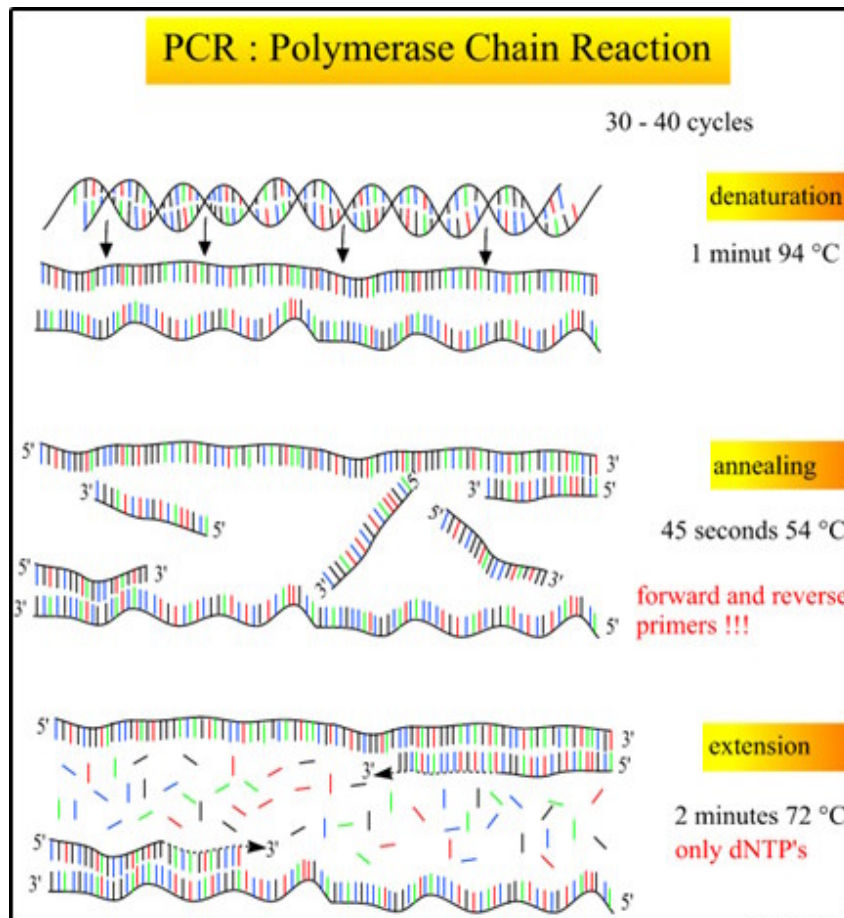 PCR : Polymerase Chain Reaction
30 - 40 cycles
denaturation
1 minut 94 °C
5'
3'
annealing
3'
5'
5'
5'
3'
5'
45 seconds 54 °C
5'
3'
3'
3'
3'
forward and reverse
primers !!!
5'
5'
3'
extension
3'
5'
2 minutes 72 °C
5'
3'
only dNTP's
3'
5'